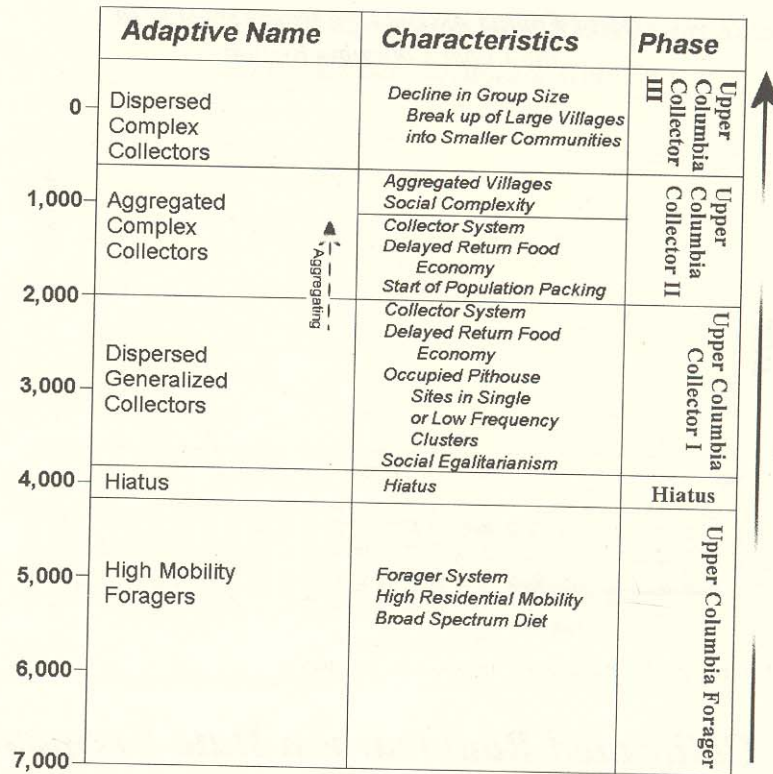 Adaptive Name
Characteristics
Phase
0
Dispersed
Complex
Collectors
Decline in Group Size
Break up of Large Villages
into Smaller Communities
Upper
Columbia
Collector
III
1,000
Aggregated
Complex
Collectors
Aggregating
Aggregated Villages
Social Complexity
Collector System
Delayed Return Food
Economy
Start of Population Packing
Upper
Columbia
Collector II
2,000
3,000
Dispersed
Generalized
Collectors
Collector System
Delayed Return Food
Economy
Occupied Pithouse
Sites in Single
or Low Frequency
Clusters
Social Egalitarianism
Upper Columbia
Collector I
4,000
Hiatus
Hiatus
Hiatus
5,000
High Mobility
Foragers
Forager System
High Residential Mobility
Broad Spectrum Diet
Upper Columbia Forager
6,000
7,000